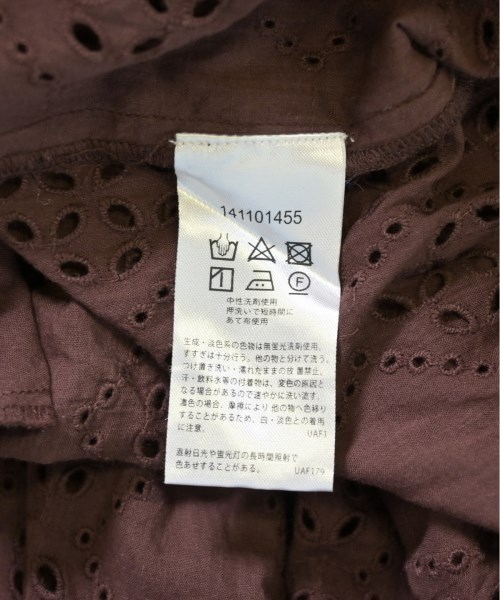 141101455
F
中性洗剤使用
押洗いで短時間に
あて布使用
生成・淡色系の色物は無蛍光洗剤使用。
すすぎは十分行う。他の物と分けて洗う。
つけ置き洗い・濡れたままの放置禁止。
汗・飲料水等の付着物は、変色の原因と
なる場合があるので速やかに洗い流す。
濃色の場合、摩擦により他の物へ色移り
することがあるため、白・淡色との着用
に注意。
UAF1
直射日光や蛍光灯の長時間照射で
色あせすることがある。
UAF179